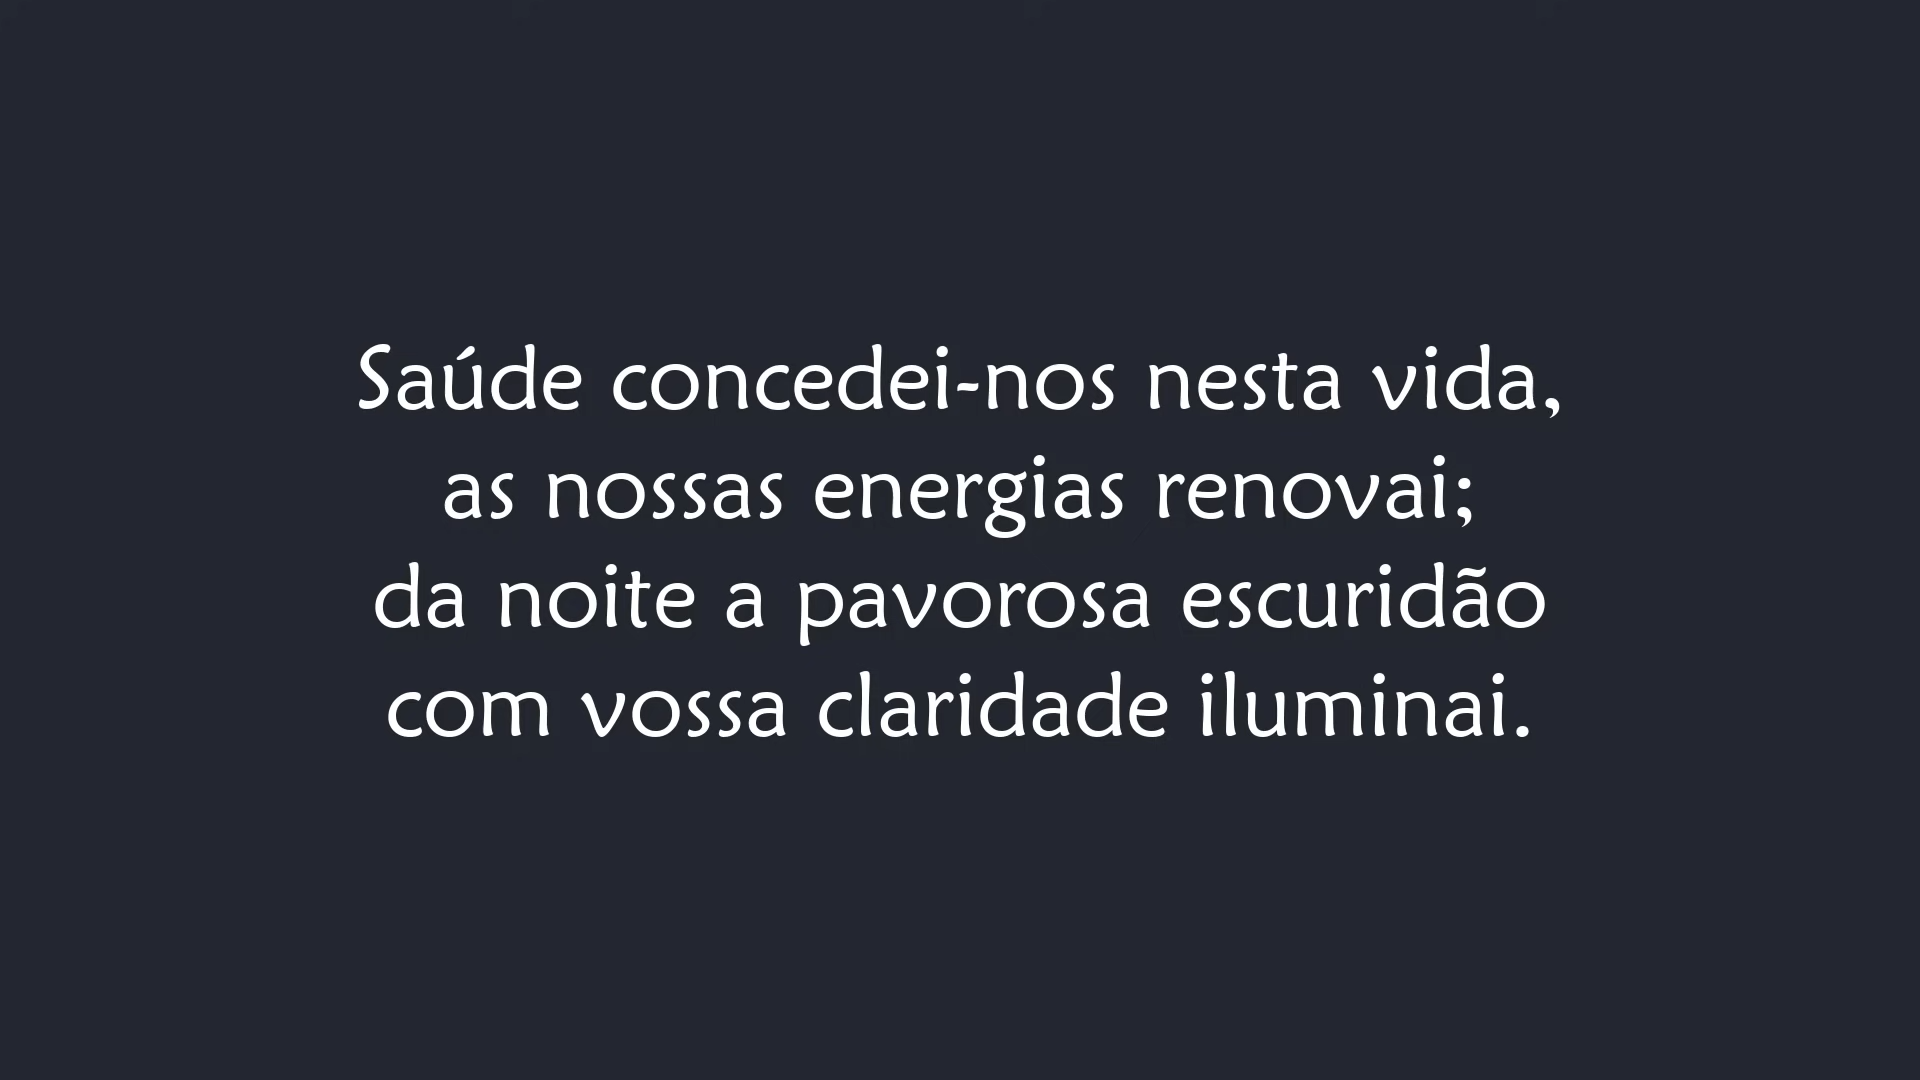 Saúde concedei-nos nesta vida,
as nossas energias renovai;
da noite a pavorosa escuridão
com vossa claridade iluminai.